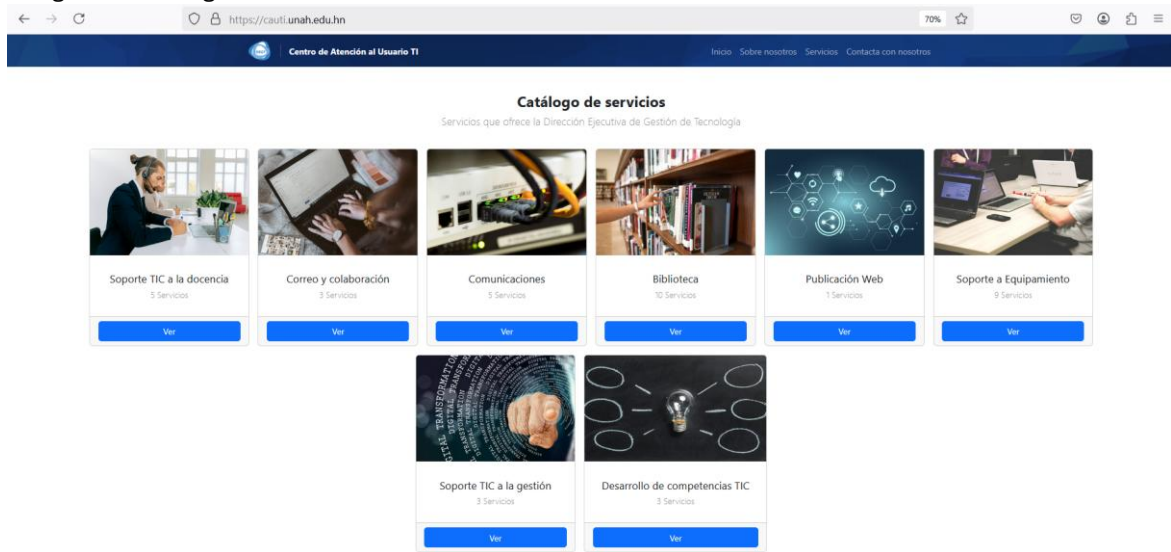 https://cauti.unah.edu.hn
70%
Centro de Atención al Usuario TI
Inicio Sobre nosotros Servicios Contacta con nosotros
Catálogo de servicios
Servicios que ofrece la Dirección Ejecutiva de Gestión de Tecnología
Soporte TIC a la docencia
5 Servicios
Ver
Correo y colaboración
3 Servicios
Ver
Comunicaciones
5 Servicios
Ver
Biblioteca
10 Servicios
Ver
Publicación Web
1 Servicios
Ver
Soporte a Equipamiento
9 Servicios
Ver
DIGITAL TRANSFORMATION
Soporte TIC a la gestión
3 Servicios
Ver
Desarrollo de competencias TIC
3 Servicios
Ver